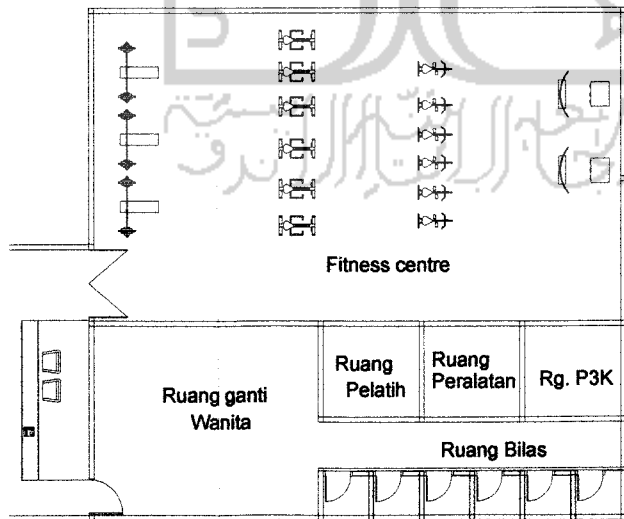 Fitness centre
Ruang
Pelatih
Ruang
Peralatan
Rg. P3K
Ruang ganti
Wanita
Ruang Bilas